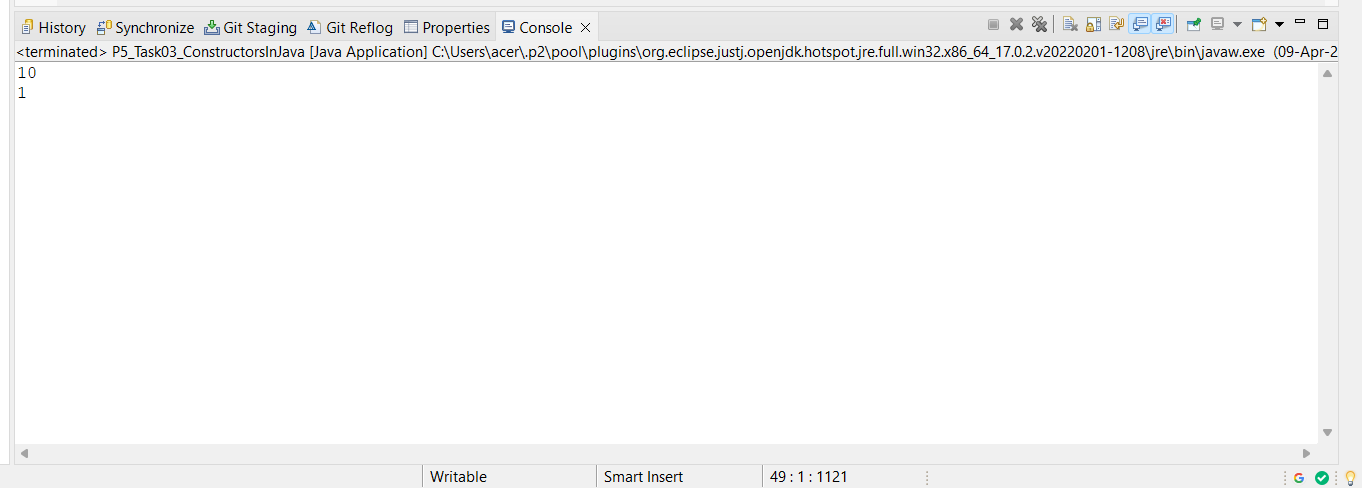 History Synchronize Git Staging Git Reflog Properties Console
<terminated> P5_Task03_ConstructorsInJava [Java Application] C:\Users\acer\.p2\pool\plugins\org.eclipse.justj.openjdk.hotspot.jre.full.win32.x86_64_17.0.2.v20220201-1208\jre\bin\javaw.exe (09-Apr-2
10
1
Writable Smart Insert 49 : 1 : 1121